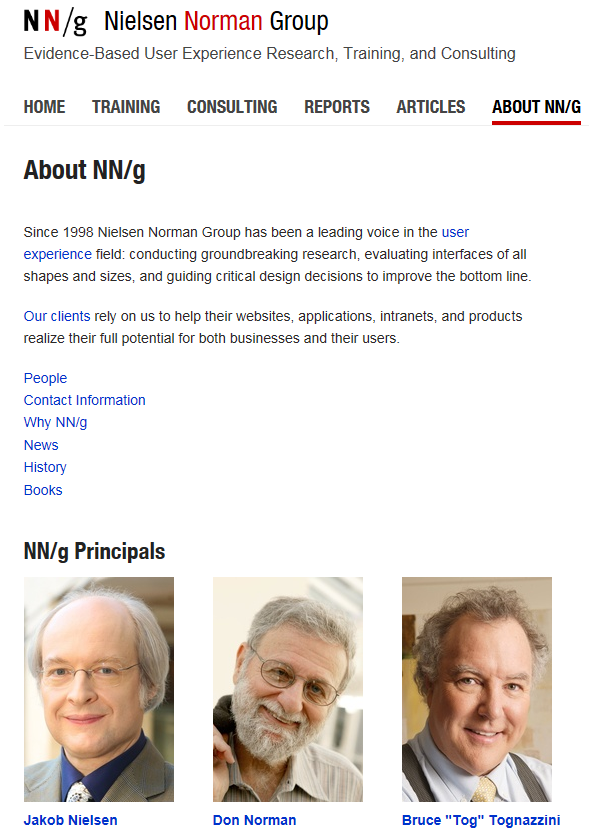 NN/g Nielsen Norman Group
Evidence-Based User Experience Research, Training, and Consulting
HOME TRAINING CONSULTING REPORTS ARTICLES ABOUT NN/G
About NN/g
Since 1998 Nielsen Norman Group has been a leading voice in the user
experience field: conducting groundbreaking research, evaluating interfaces of all
shapes and sizes, and guiding critical design decisions to improve the bottom line.
Our clients rely on us to help their websites, applications, intranets, and products
realize their full potential for both businesses and their users.
People
Contact Information
Why NN/g
News
History
Books
NN/g Principals
Jakob Nielsen Don Norman Bruce "Tog" Tognazzini